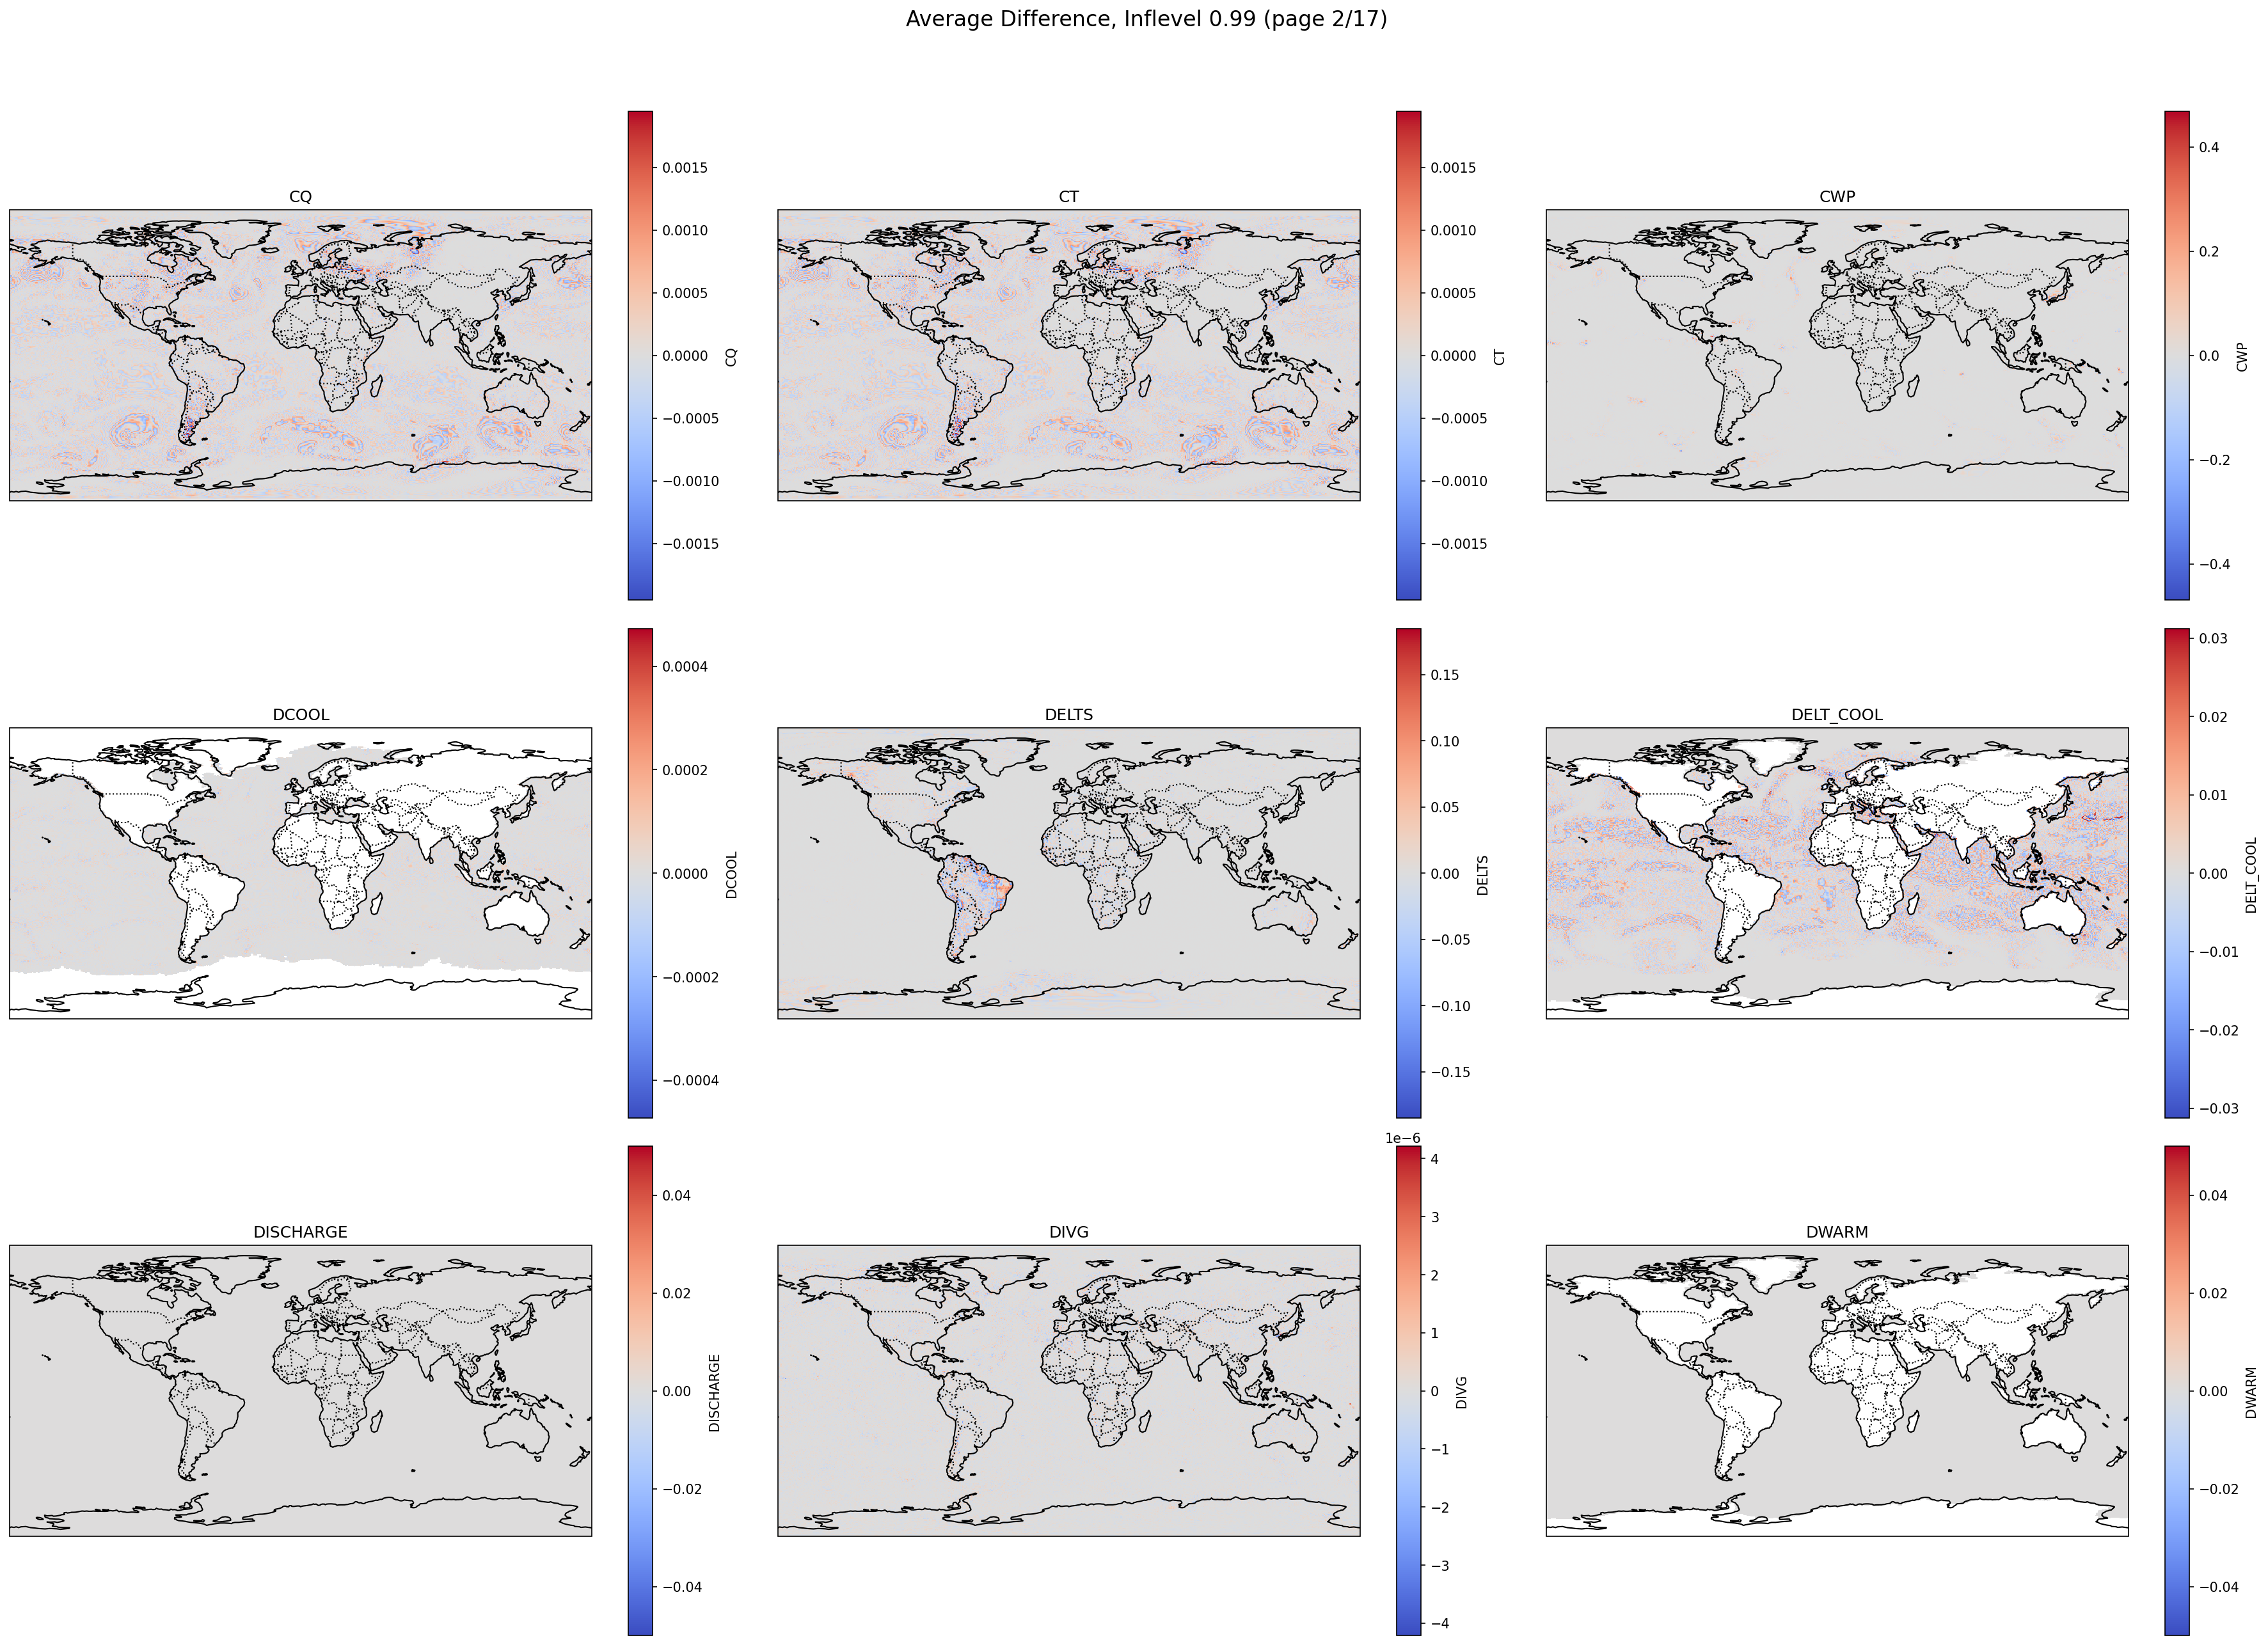 Average Difference, Inflevel 0.99 (page 2/17)
CQ
0.0015
0.0010
0.0005
0.0000
−0.0005
−0.0010
−0.0015
CQ
CT
0.0015
0.0010
0.0005
0.0000
−0.0005
−0.0010
−0.0015
CT
CWP
0.4
0.2
0.0
−0.2
−0.4
CWP
DCOOL
0.0004
0.0002
0.0000
−0.0002
−0.0004
DCOOL
DELTS
0.15
0.10
0.05
0.00
−0.05
−0.10
−0.15
DELTS
DELT_COOL
0.03
0.02
0.01
0.00
−0.01
−0.02
−0.03
DELT_COOL
DISCHARGE
0.04
0.02
0.00
−0.02
−0.04
DISCHARGE
DIVG
1e−6
4
3
2
1
0
−1
−2
−3
−4
DIVG
DWARM
0.04
0.02
0.00
−0.02
−0.04
DWARM